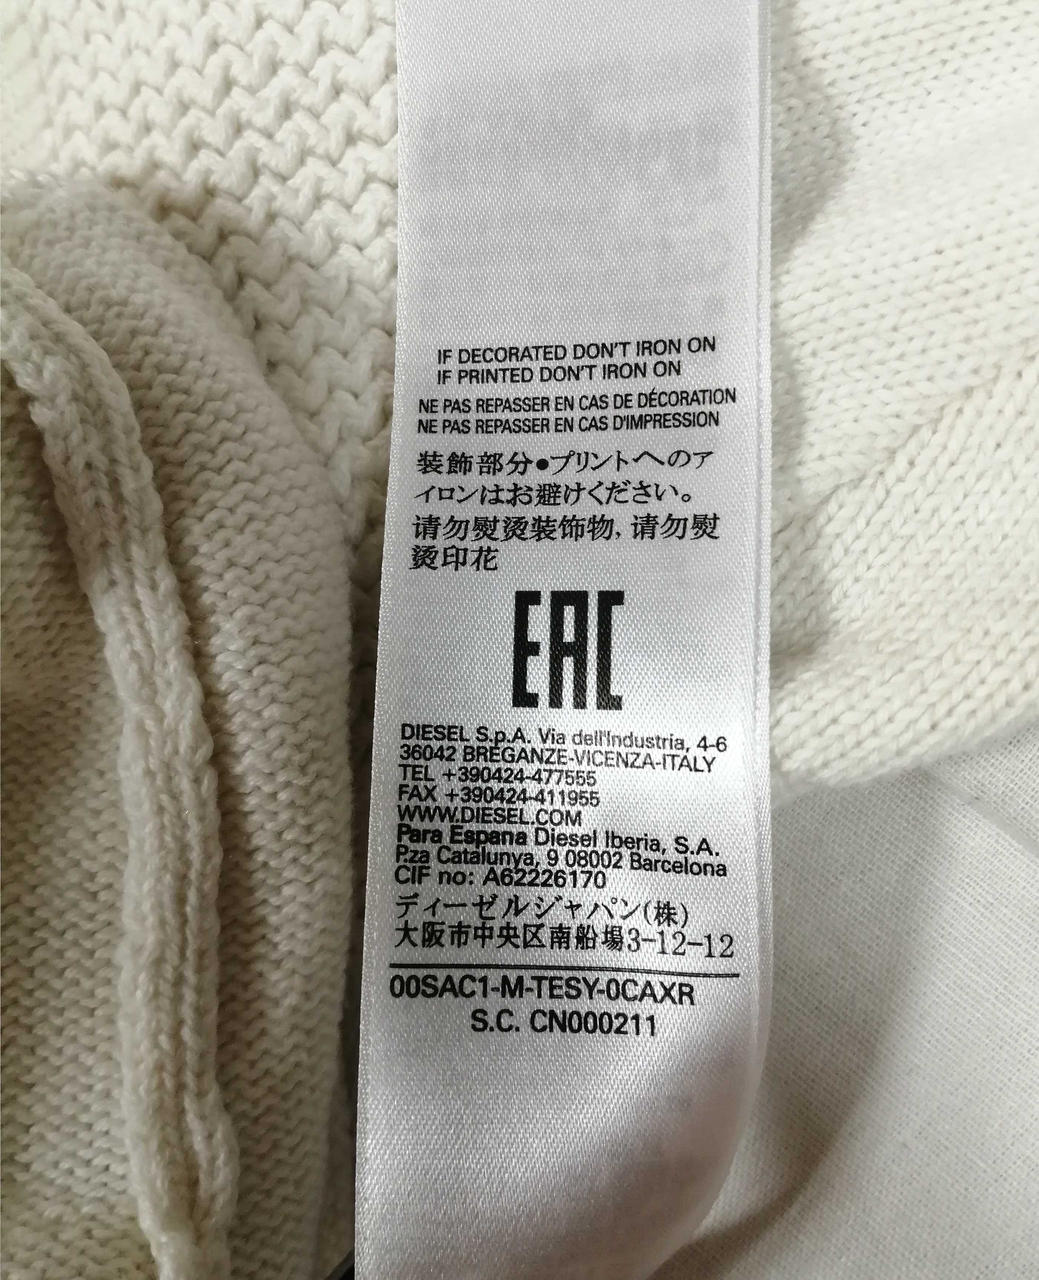 IF DECORATED DON'T IRON ON
IF PRINTED DON'T IRON ON
NE PAS REPASSER EN CAS DE DÉCORATION
NE PAS REPASSER EN CAS D'IMPRESSION
装飾部分●プリントへのア
イロンはお避けください。
请勿熨烫装饰物, 请勿熨
烫印花
EAC
DIESEL S.p.A. Via dell'Industria, 4-6
36042 BREGANZE-VICENZA-ITALY
TEL +390424-477555
FAX +390424-411955
WWW.DIESEL.COM
Para Espana Diesel Iberia, S.A.
P.za Catalunya, 9 08002 Barcelona
CIF no: A62226170
ディーゼルジャパン(株)
大阪市中央区南船場3-12-12
00SAC1-M-TESY-0CAXR
S.C. CN000211